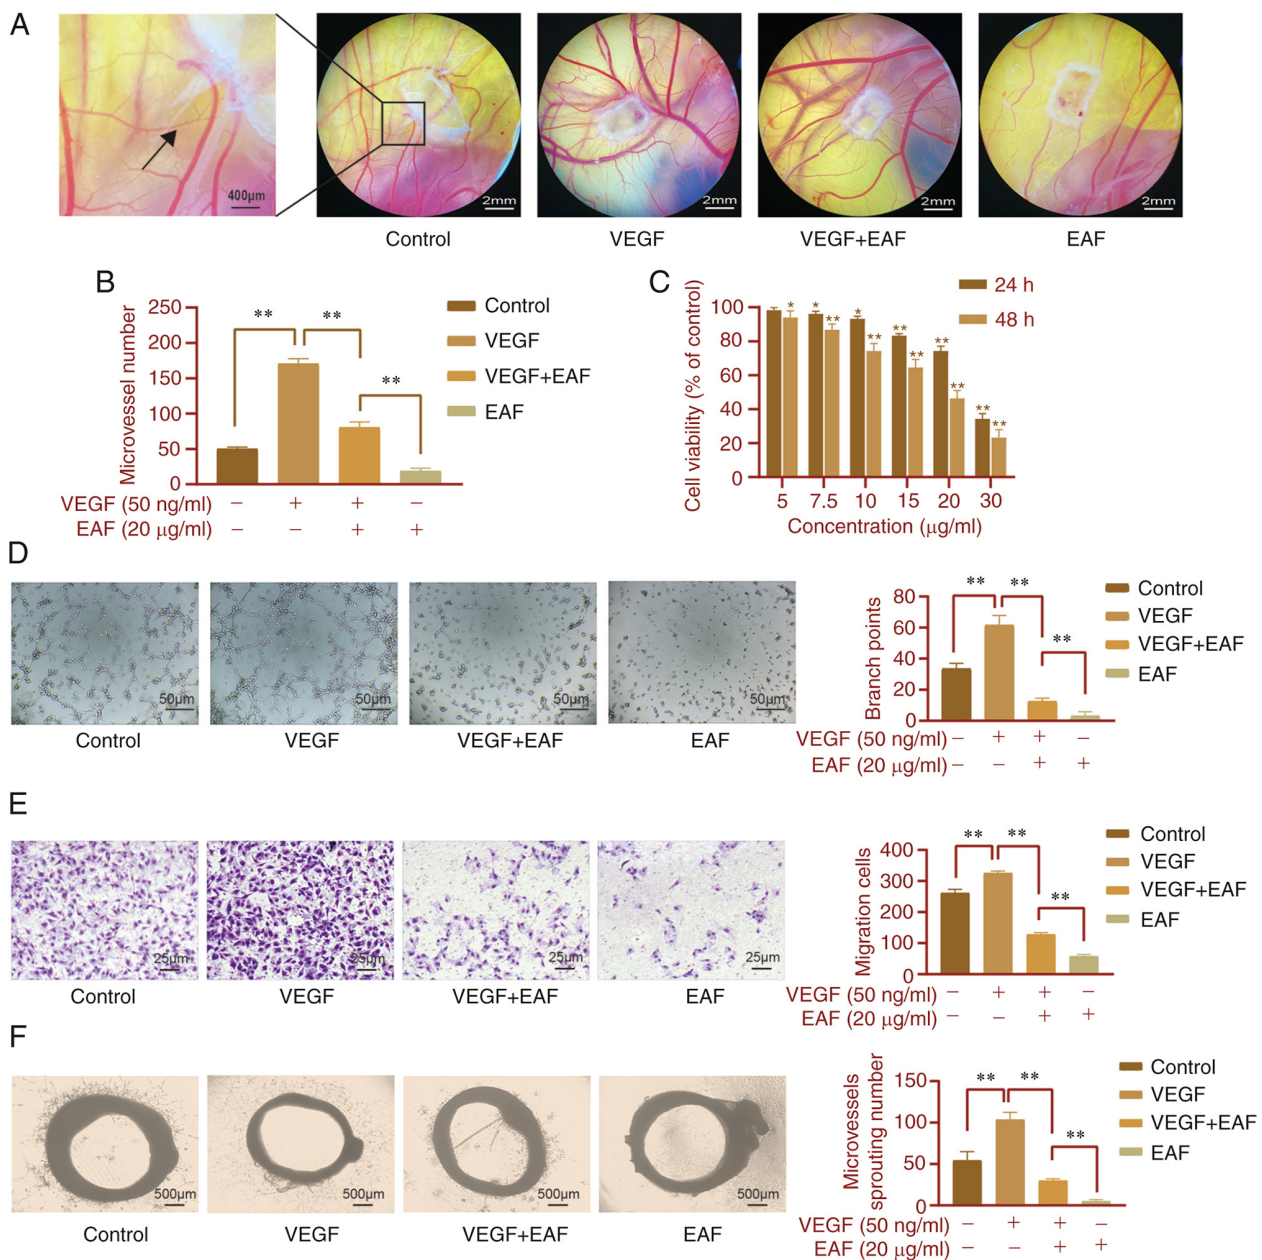 A
400μm
2mm
2mm
2mm
2mm
Control
VEGF
VEGF+EAF
EAF
B
Microvessel number
250
200
150
100
50
0
**
**
**
Control
VEGF
VEGF+EAF
EAF
VEGF (50 ng/ml) − + + −
EAF (20 μg/ml) − − + +
C
Cell viability (% of control)
100
80
60
40
20
0
*
*
**
*
**
**
**
**
**
**
**
24 h
48 h
5 7.5 10 15 20 30
Concentration (μg/ml)
D
50μm
50μm
50μm
50μm
Control
VEGF
VEGF+EAF
EAF
Branch points
80
60
40
20
0
**
**
**
Control
VEGF
VEGF+EAF
EAF
VEGF (50 ng/ml) − + + −
EAF (20 μg/ml) − − + +
E
25μm
25μm
25μm
25μm
Control
VEGF
VEGF+EAF
EAF
Migration cells
400
300
200
100
0
**
**
**
Control
VEGF
VEGF+EAF
EAF
VEGF (50 ng/ml) − + + −
EAF (20 μg/ml) − − + +
F
500μm
500μm
500μm
500μm
Control
VEGF
VEGF+EAF
EAF
Microvessels
sprouting number
150
100
50
0
**
**
**
Control
VEGF
VEGF+EAF
EAF
VEGF (50 ng/ml) − + + −
EAF (20 μg/ml) − − + +